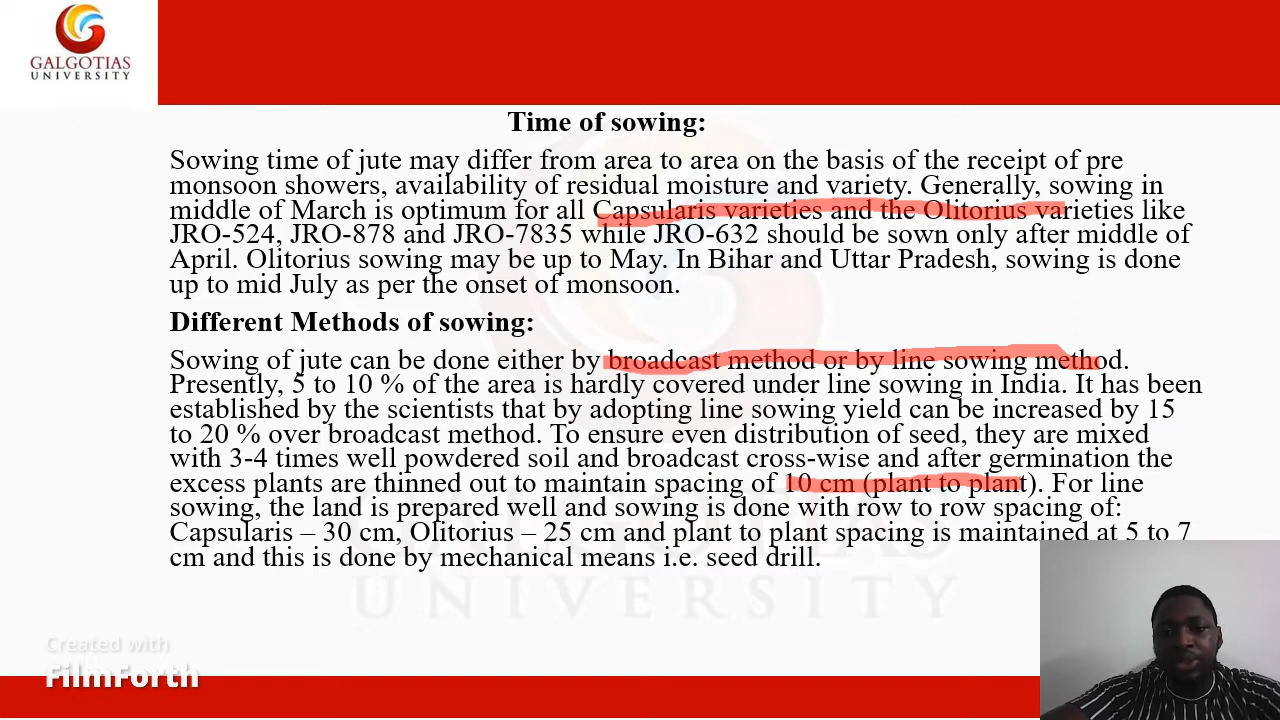 GALGOTIAS
UNIVERSITY
Time of sowing:
Sowing time of jute may differ from area to area on the basis of the receipt of pre
monsoon showers, availability of residual moisture and variety. Generally, sowing in
middle of March is optimum for all Capsularis varieties and the Olitorius varieties like
JRO-524, JRO-878 and JRO-7835 while JRO-632 should be sown only after middle of
April. Olitorius sowing may be up to May. In Bihar and Uttar Pradesh, sowing is done
up to mid July as per the onset of monsoon.
Different Methods of sowing:
Sowing of jute can be done either by broadcast method or by line sowing method.
Presently, 5 to 10 % of the area is hardly covered under line sowing in India. It has been
established by the scientists that by adopting line sowing yield can be increased by 15
to 20 % over broadcast method. To ensure even distribution of seed, they are mixed
with 3-4 times well powdered soil and broadcast cross-wise and after germination the
excess plants are thinned out to maintain spacing of 10 cm (plant to plant). For line
sowing, the land is prepared well and sowing is done with row to row spacing of:
Capsularis – 30 cm, Olitorius – 25 cm and plant to plant spacing is maintained at 5 to 7
cm and this is done by mechanical means i.e. seed drill.
GALGOTIAS
UNIVERSITY
Created with
FilmForth